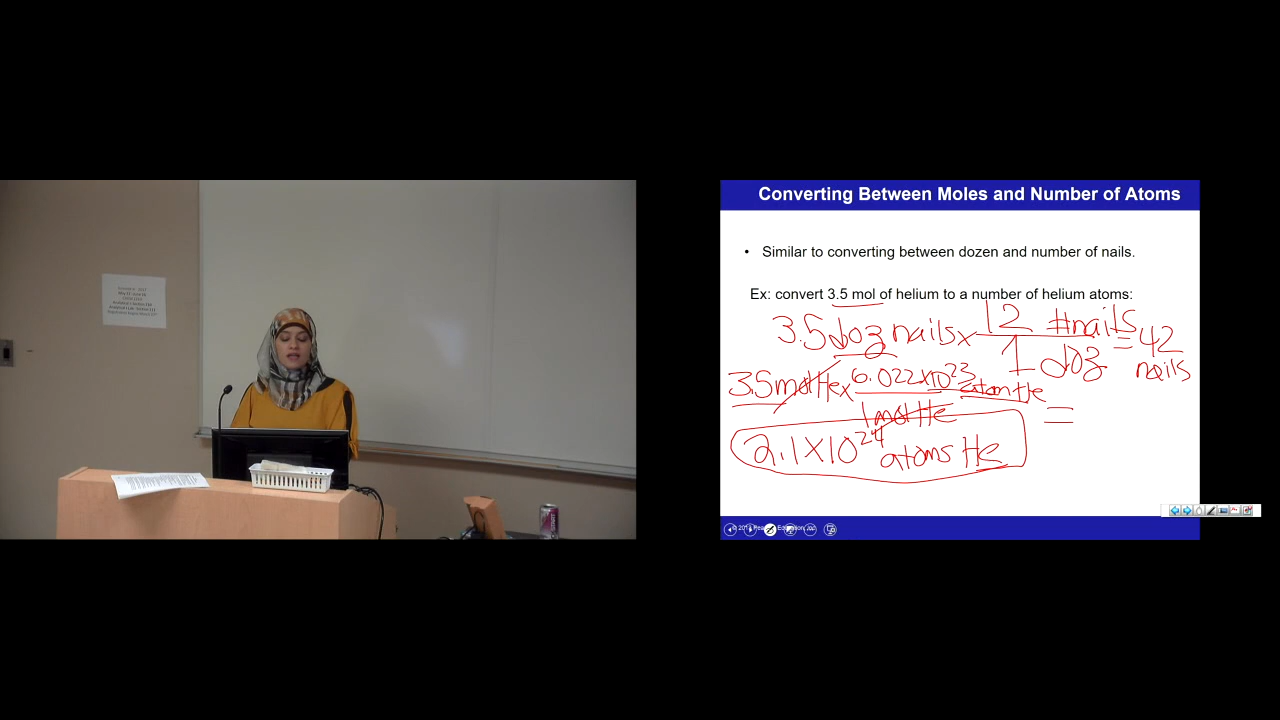 Converting Between Moles and Number of Atoms
• Similar to converting between dozen and number of nails.
Ex: convert 3.5 mol of helium to a number of helium atoms:
3.5 doz nails x 12 #nails = 42 nails
1 doz
3.5 mol He x 6.022x10^23 atom He =
1 mol He
2.1x10^24 atoms He